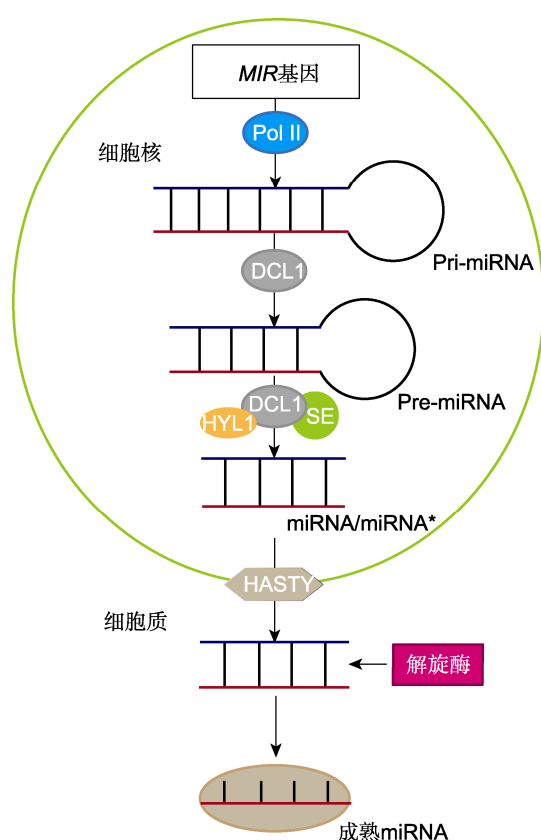 MIR基因
Pol II
细胞核
Pri-miRNA
DCL1
Pre-miRNA
DCL1
HYL1
SE
miRNA/miRNA*
HASTY
细胞质
解旋酶
成熟miRNA